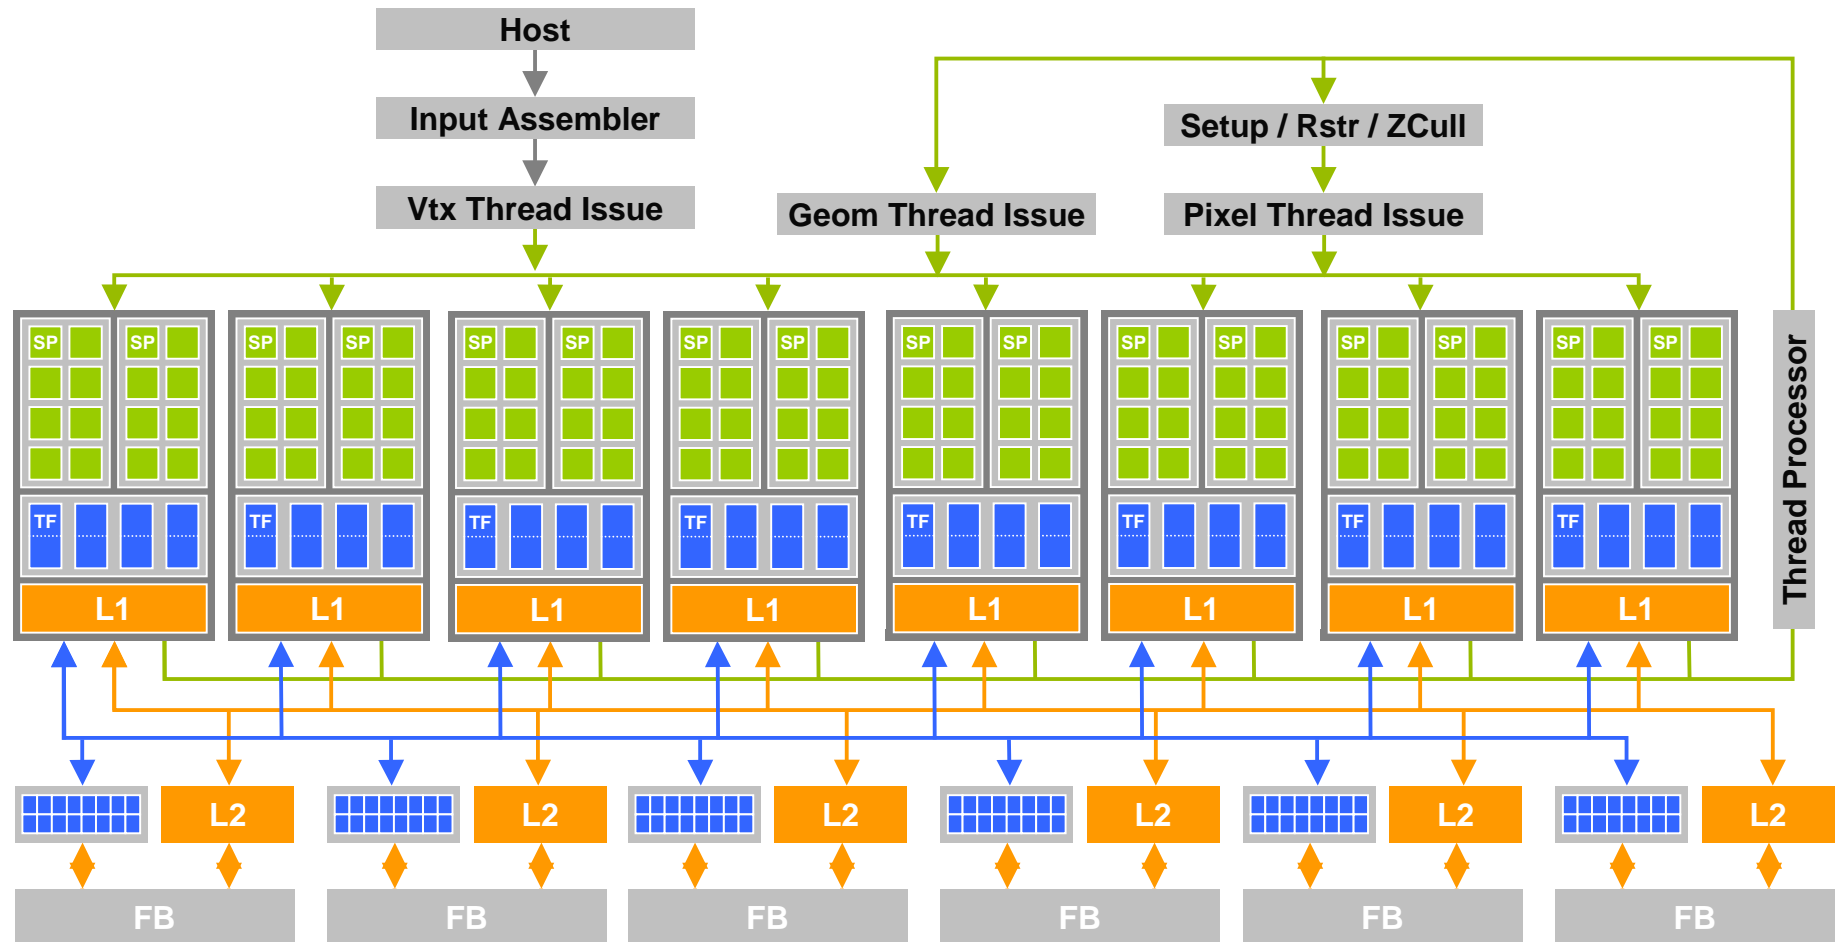 Host
Input Assembler
Setup / Rstr / ZCull
Vtx Thread Issue
Geom Thread Issue
Pixel Thread Issue
SP SP SP SP SP SP SP SP SP SP SP SP SP SP SP SP
Thread Processor
TF TF TF TF TF TF TF TF
L1 L1 L1 L1 L1 L1 L1 L1
L2 L2 L2 L2 L2 L2
FB FB FB FB FB FB